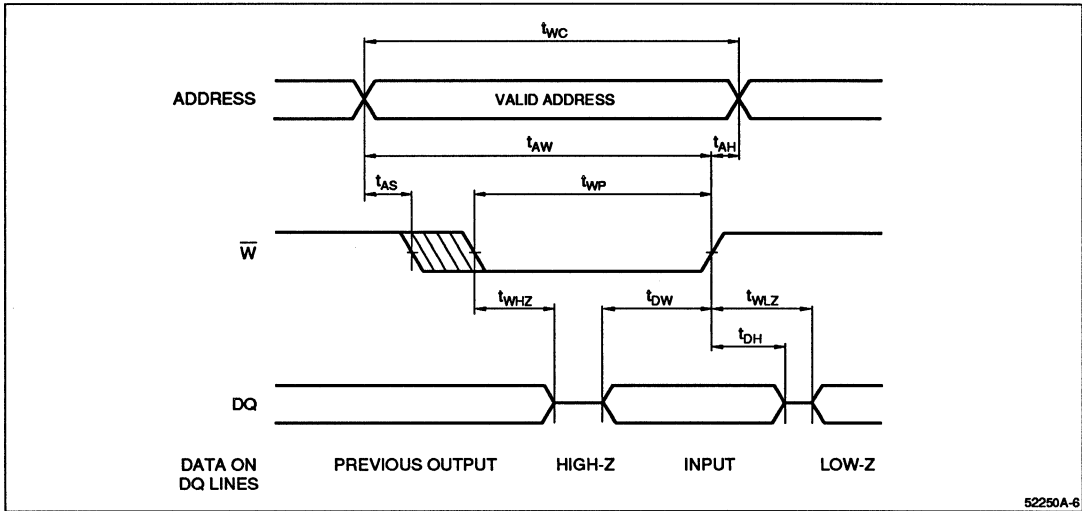 tWC
ADDRESS
VALID ADDRESS
tAW
tAH
tAS
tWP
W̅
tWHZ
tDW
tWLZ
tDH
DQ
DATA ON DQ LINES
PREVIOUS OUTPUT
HIGH-Z
INPUT
LOW-Z
52250A-6